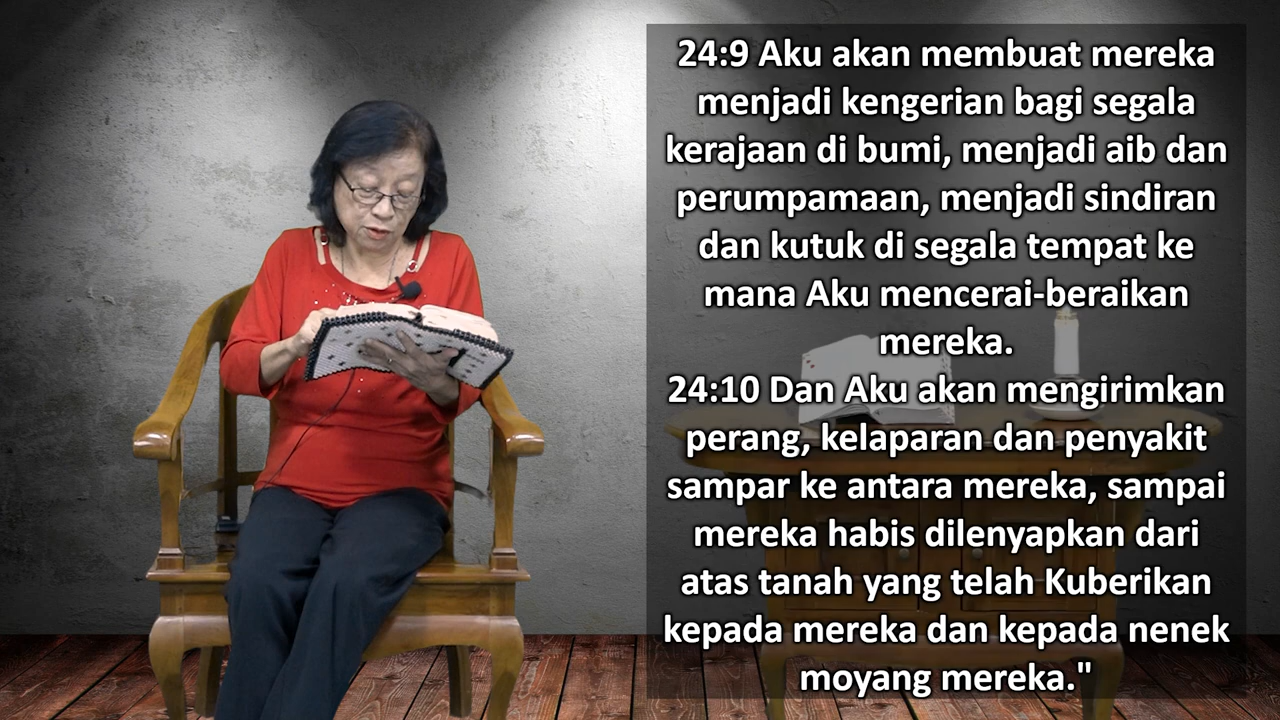 24:9 Aku akan membuat mereka
menjadi kengerian bagi segala
kerajaan di bumi, menjadi aib dan
perumpamaan, menjadi sindiran
dan kutuk di segala tempat ke
mana Aku mencerai-beraikan
mereka.
24:10 Dan Aku akan mengirimkan
perang, kelaparan dan penyakit
sampar ke antara mereka, sampai
mereka habis dilenyapkan dari
atas tanah yang telah Kuberikan
kepada mereka dan kepada nenek
moyang mereka."